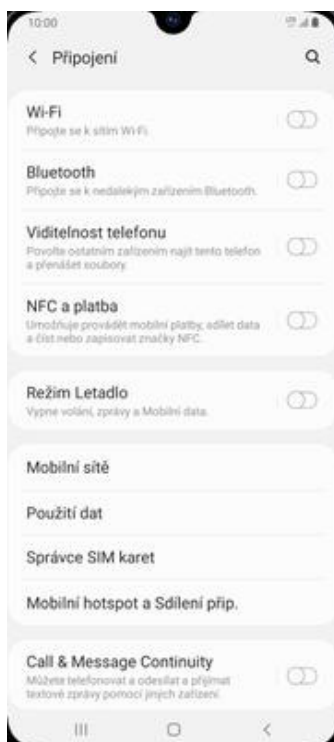 10:00
Připojení
Wi-Fi
Připojte se k sítím Wi-Fi.
Bluetooth
Připojte se k nedalekým zařízením Bluetooth.
Viditelnost telefonu
Povolte ostatním zařízením najít tento telefon
a přenášet soubory.
NFC a platba
Umožňuje provádět mobilní platby, sdílet data
a číst nebo zapisovat značky NFC.
Režim Letadlo
Vypne volání, zprávy a Mobilní data.
Mobilní sítě
Použití dat
Správce SIM karet
Mobilní hotspot a Sdílení přip.
Call & Message Continuity
Můžete telefonovat a odesílat a přijímat
textové zprávy pomocí jiných zařízení.